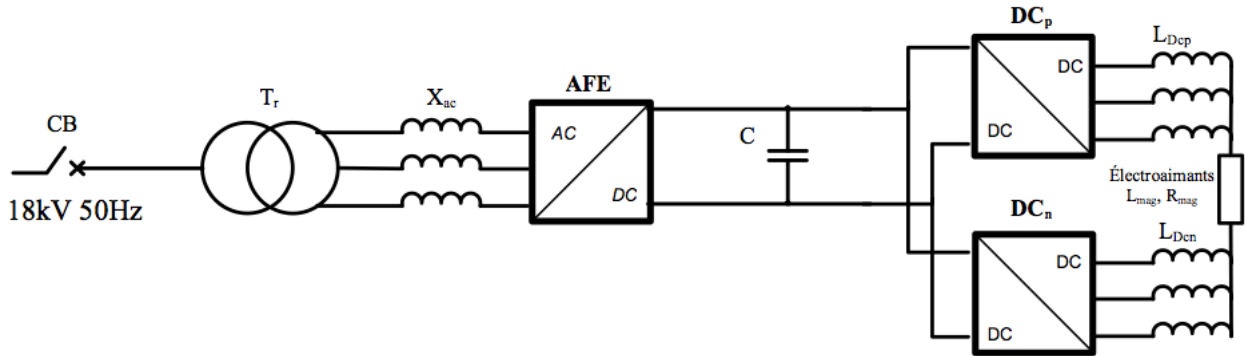 CB
18kV 50Hz
Tr
Xac
AFE
AC
DC
C
DCp
DC
DC
LDcp
Électroaimants
Lmag, Rmag
DCn
DC
DC
LDcn